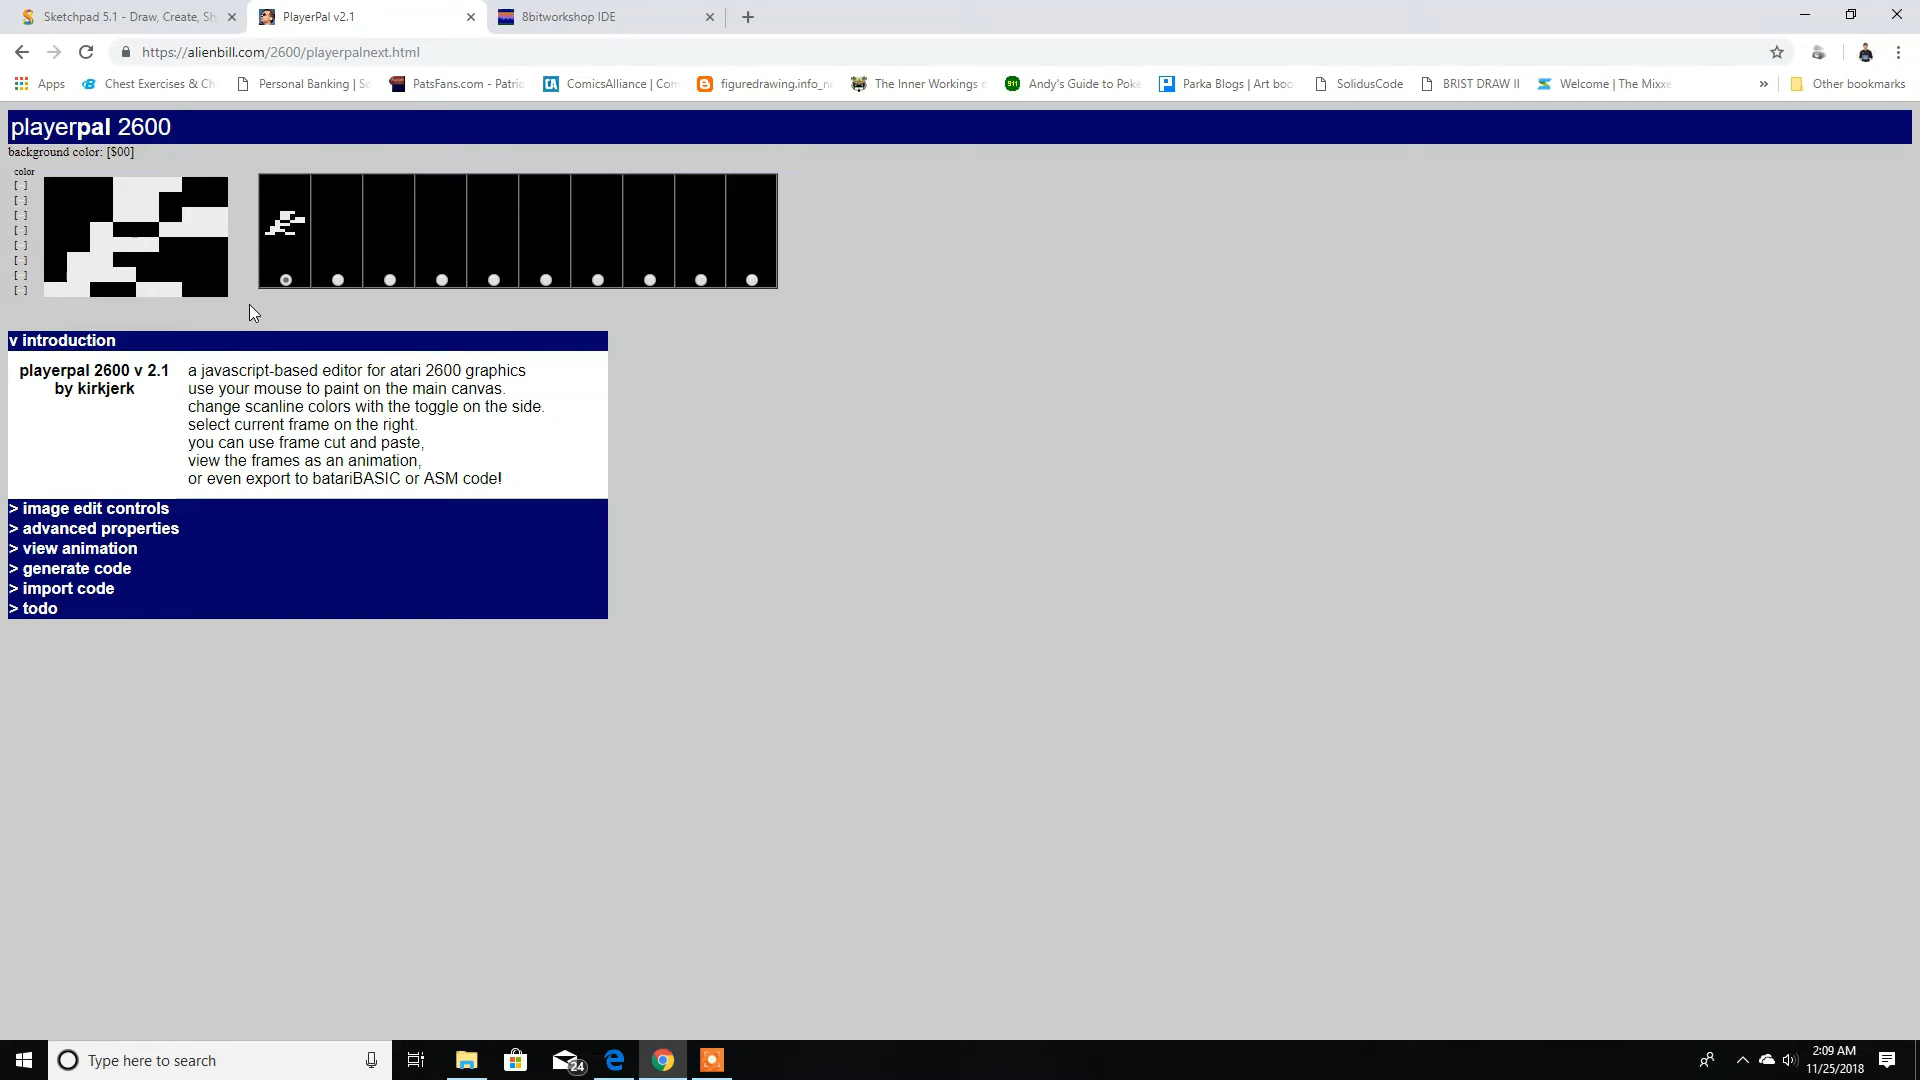 Sketchpad 5.1 - Draw, Create, Sh
PlayerPal v2.1
8bitworkshop IDE
https://alienbill.com/2600/playerpalnext.html
Apps
Chest Exercises & Ch
Personal Banking | So
PatsFans.com - Patric
CA
ComicsAlliance | Com
figuredrawing.info_n
The Inner Workings
911
Andy's Guide to Poke
Parka Blogs | Art boo
SolidusCode
BRIST DRAW II
Welcome | The Mixxe
»
Other bookmarks
playerpal 2600
background color: [$00]
color
v introduction
playerpal 2600 v 2.1
by kirkjerk
a javascript-based editor for atari 2600 graphics
use your mouse to paint on the main canvas.
change scanline colors with the toggle on the side.
select current frame on the right.
you can use frame cut and paste,
view the frames as an animation,
or even export to batariBASIC or ASM code!
> image edit controls
> advanced properties
> view animation
> generate code
> import code
> todo
Type here to search
24
2:09 AM
11/25/2018